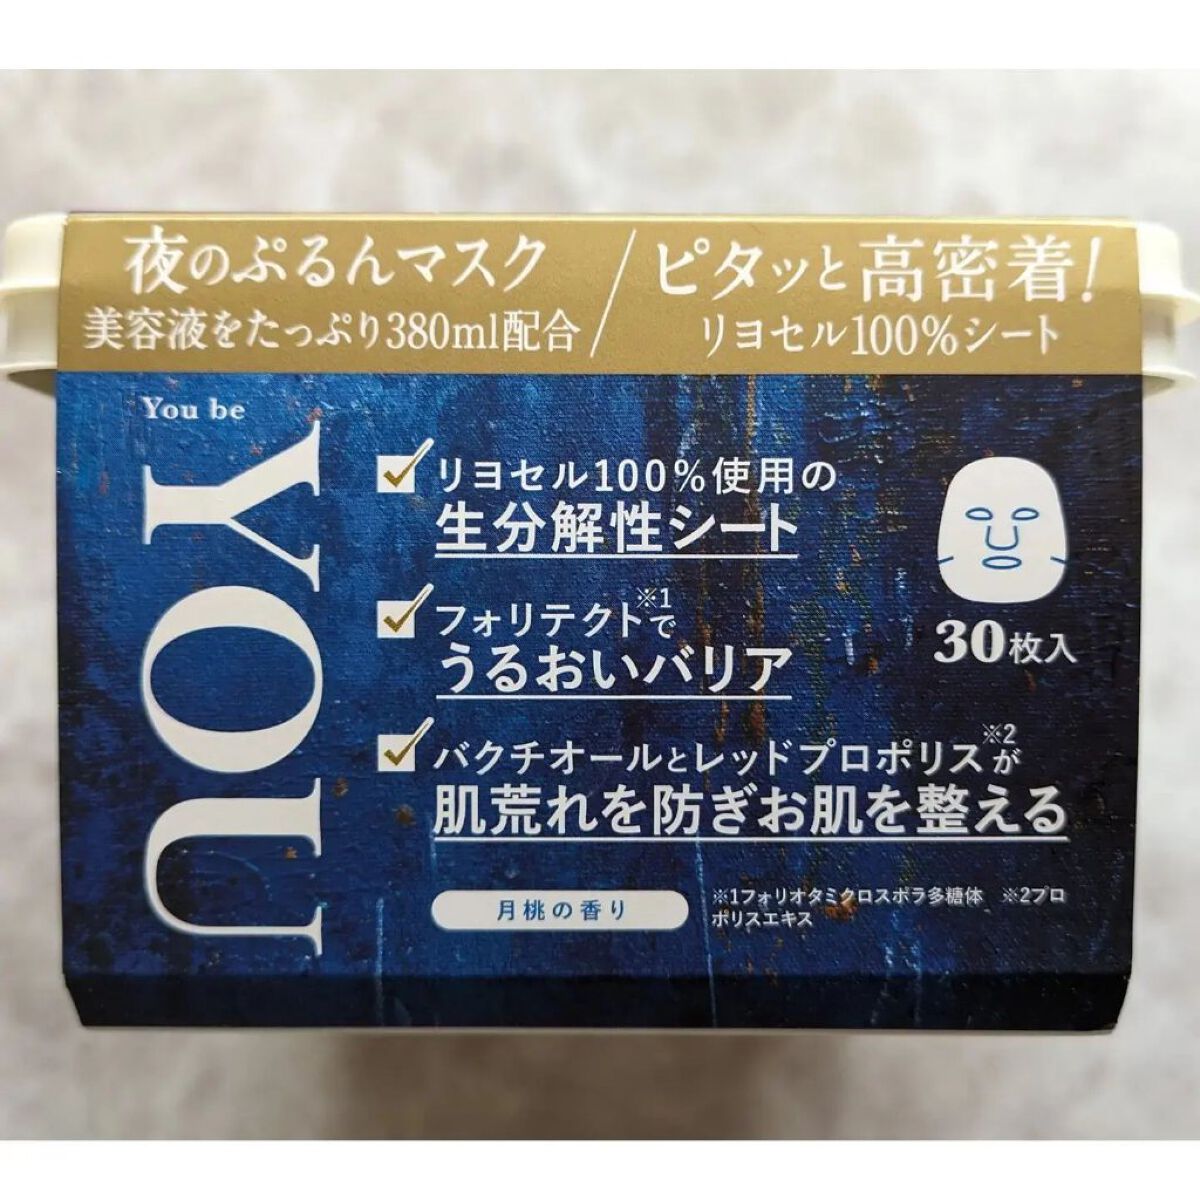 夜のぷるんマスク
美容液をたっぷり380ml配合
ピタッと高密着!
リヨセル100%シート
You be
YOU
リヨセル100%使用の
生分解性シート
フォリテクト※1で
うるおいバリア
バクチオールとレッドプロポリス※2が
肌荒れを防ぎお肌を整える
30枚入
月桃の香り
※1フォリオタミクロスポラ多糖体 ※2プロ
ポリスエキス